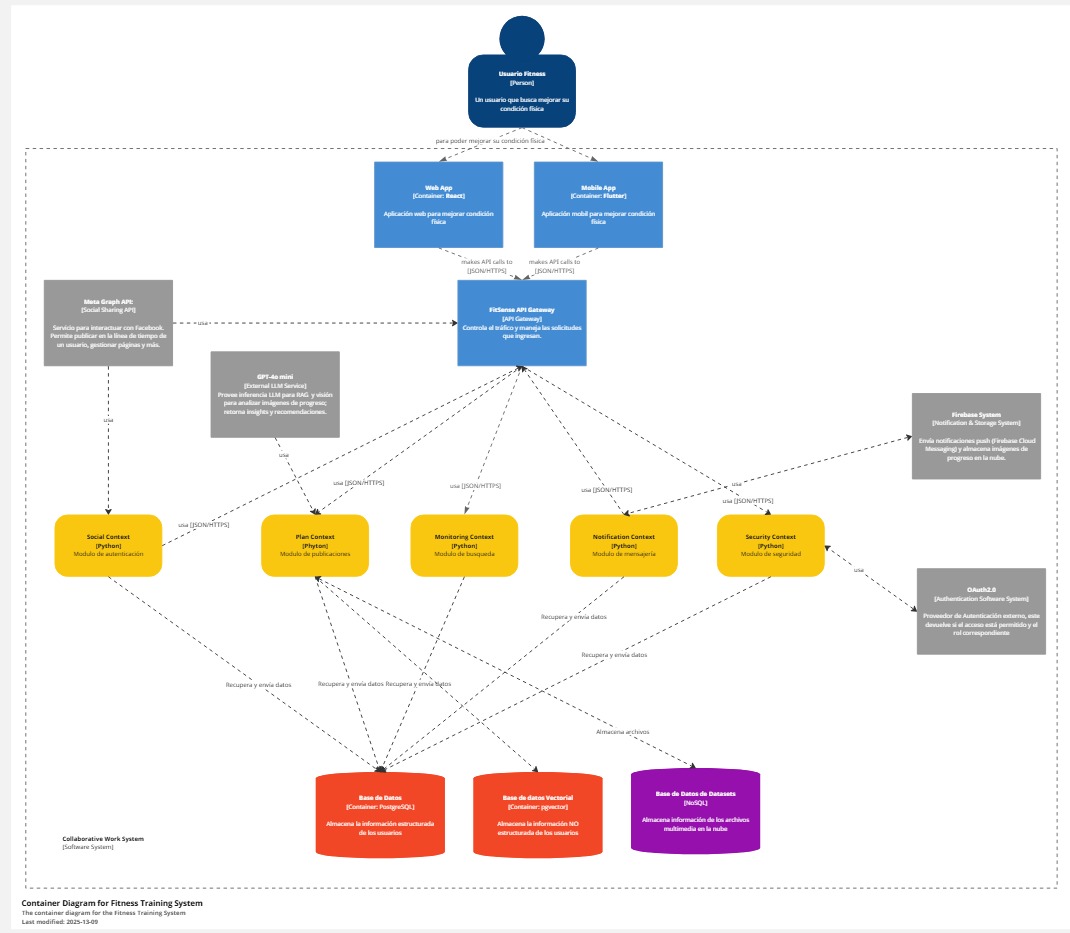 Usuario Fitness
[Person]
Un usuario que busca mejorar su
condición física
para poder mejorar su condición física
Web App
[Container: React]
Aplicación web para mejorar condición
física
Mobile App
[Container: Flutter]
Aplicación mobil para mejorar condición
física
makes API calls to
[JSON/HTTPS]
makes API calls to
[JSON/HTTPS]
Meta Graph API:
[Social Sharing API]
Servicio para interactuar con Facebook.
Permite publicar en la línea de tiempo de
un usuario, gestionar páginas y más.
usa
FitSense API Gateway
[API Gateway]
Controla el tráfico y maneja las solicitudes
que ingresan.
GPT-4o mini
[External LLM Service]
Provee inferencia LLM para RAG y visión
para analizar imágenes de progreso;
retorna insights y recomendaciones.
Firebase System
[Notification & Storage System]
Envía notificaciones push (Firebase Cloud
Messaging) y almacena imágenes de
progreso en la nube.
usa
usa
usa [JSON/HTTPS]
usa [JSON/HTTPS]
usa [JSON/HTTPS]
usa
usa [JSON/HTTPS]
usa [JSON/HTTPS]
Social Context
[Python]
Modulo de autenticación
Plan Context
[Phyton]
Modulo de publicaciones
Monitoring Context
[Python]
Modulo de busqueda
Notification Context
[Python]
Modulo de mensajería
Security Context
[Python]
Modulo de seguridad
usa
OAuth2.0
[Authentication Software System]
Proveedor de Autenticación externo, este
devuelve si el acceso está permitido y el
rol correspondiente
Recupera y envía datos
Recupera y envía datos
Recupera y envía datos
Recupera y envía datos
Recupera y envía datos
Almacena archivos
Base de Datos
[Container: PostgreSQL]
Almacena la información estructurada
de los usuarios
Base de datos Vectorial
[Container: pgvector]
Almacena la información NO
estructurada de los usuarios
Base de Datos de Datasets
[NoSQL]
Almacena información de los archivos
multimedia en la nube
Collaborative Work System
[Software System]
Container Diagram for Fitness Training System
The container diagram for the Fitness Training System
Last modified: 2025-13-09